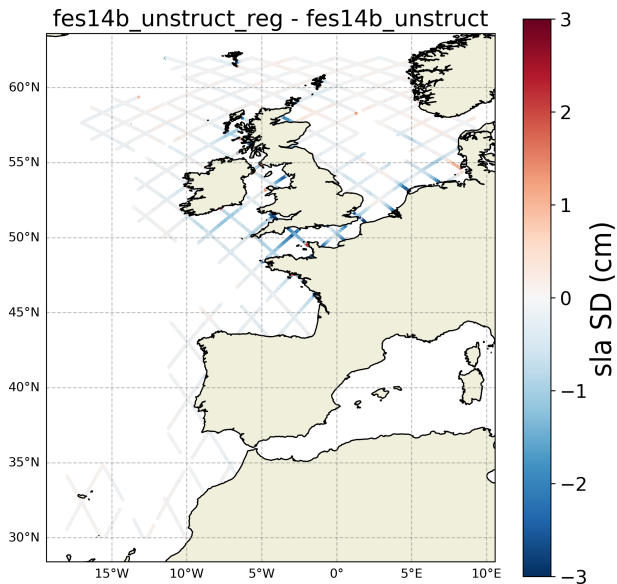 fes14b_unstruct_reg - fes14b_unstruct
60°N
55°N
50°N
45°N
40°N
35°N
30°N
15°W 10°W 5°W 0° 5°E 10°E
3
2
1
0
−1
−2
−3
sla SD (cm)